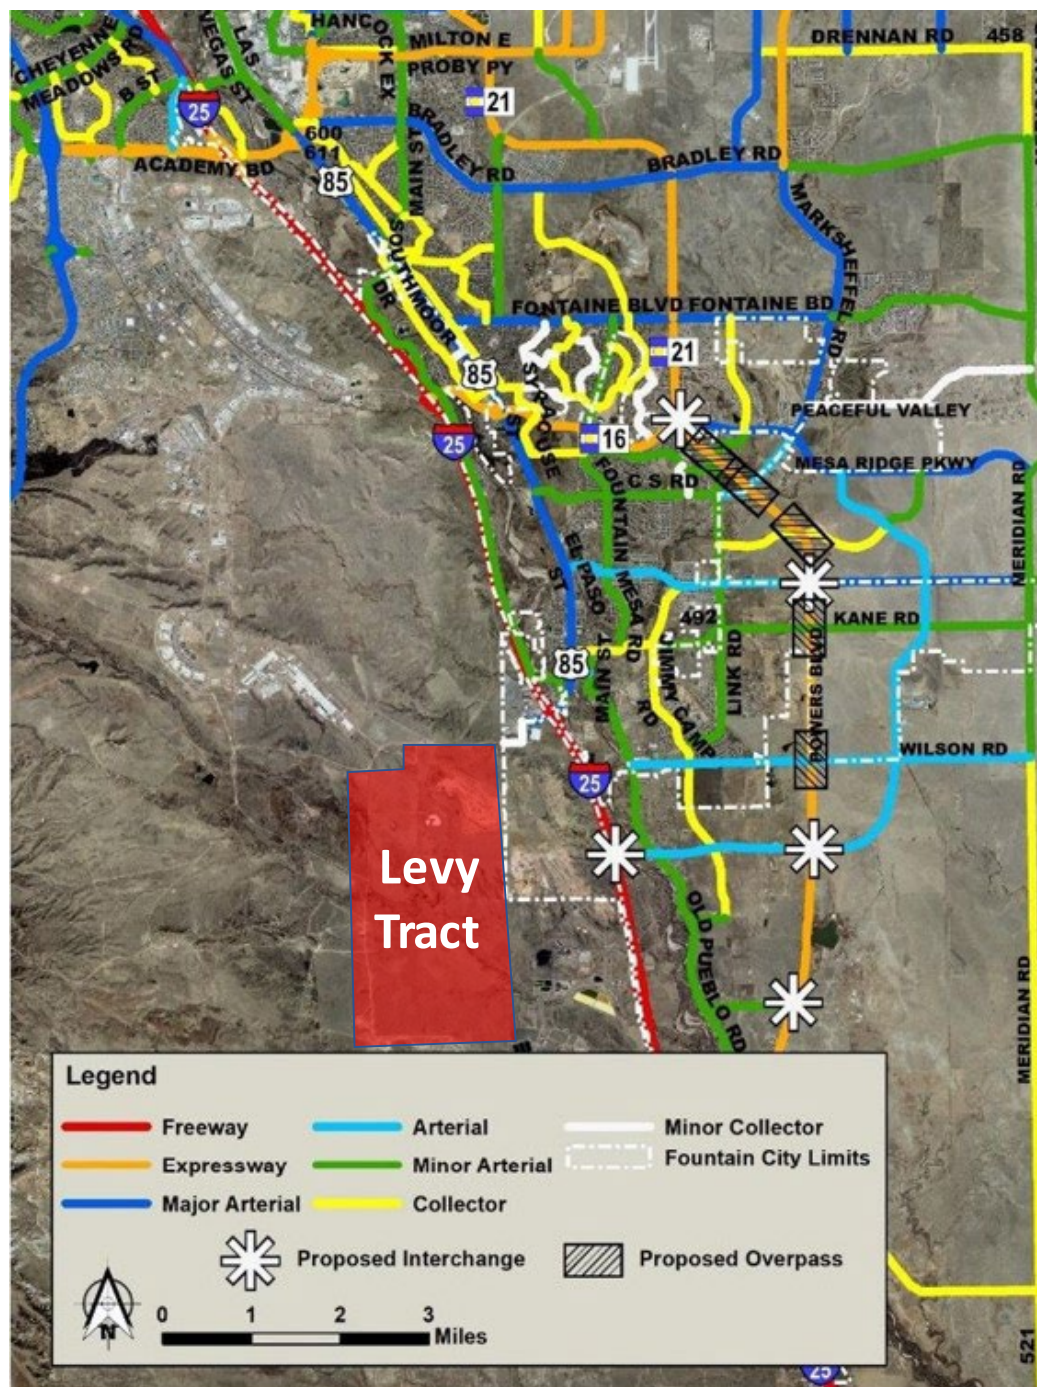 HANCOCK EX
CHEYENNE
MEADOWS RD
B ST
LAS
VEGAS ST
MILTON E
PROBY PY
DRENNAN RD
458
25
21
600
611
ACADEMY BD
85
MAIN ST
BRADLEY RD
BRADLEY RD
MARKSHEFFEL RD
SOUTHMOOR
DR
FONTAINE BLVD
FONTAINE BD
85
SYRACUSE
ST
21
PEACEFUL VALLEY
25
16
MESA RIDGE PKWY
C S RD
FOUNTAIN MESA RD
MERIDIAN RD
EL PASO
ST
492
KANE RD
85
MAIN ST
JIMMY CAMP
RD
LINK RD
POWERS BLVD
WILSON RD
25
Levy
Tract
OLD PUEBLO RD
MERIDIAN RD
Legend
Freeway
Arterial
Minor Collector
Expressway
Minor Arterial
Fountain City Limits
Major Arterial
Collector
Proposed Interchange
Proposed Overpass
N
0 1 2 3
Miles
521
25